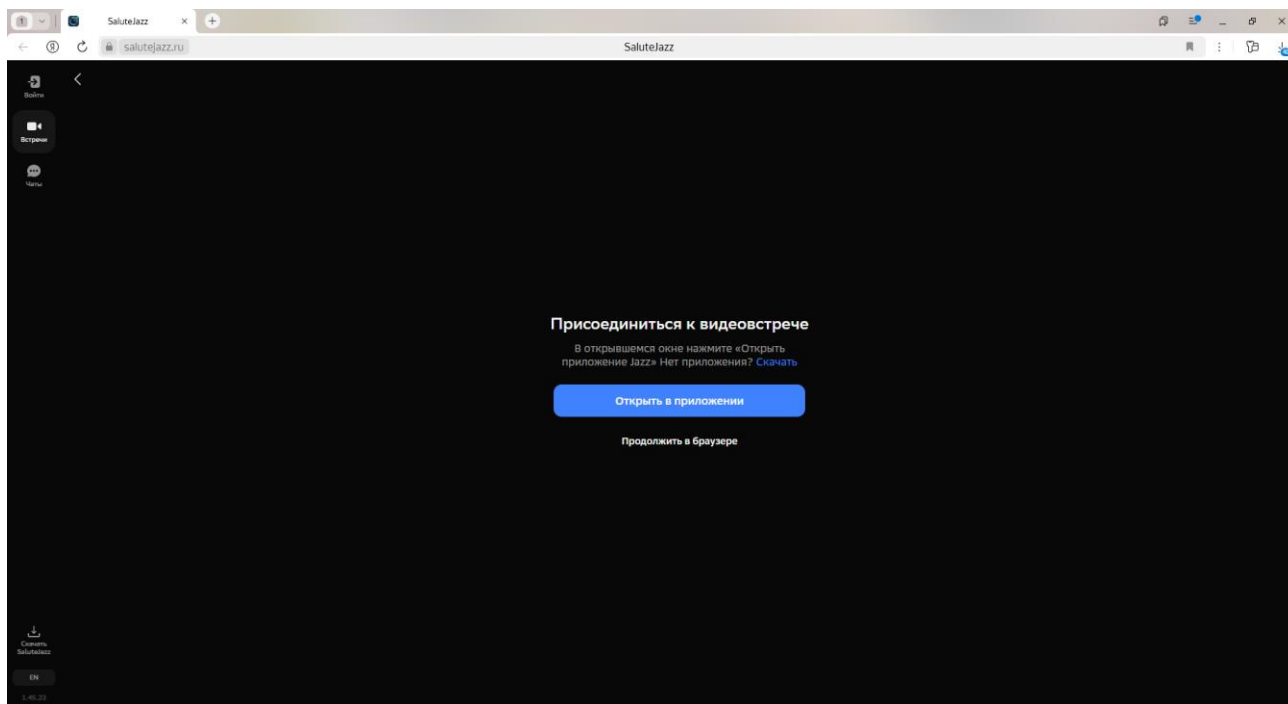 1
SaluteJazz
salutejazz.ru
SaluteJazz
Войти
Встречи
Чаты
Присоединиться к видеовстрече
В открывшемся окне нажмите «Открыть
приложение Jazz» Нет приложения? Скачать
Открыть в приложении
Продолжить в браузере
Скачать
SaluteJazz
EN